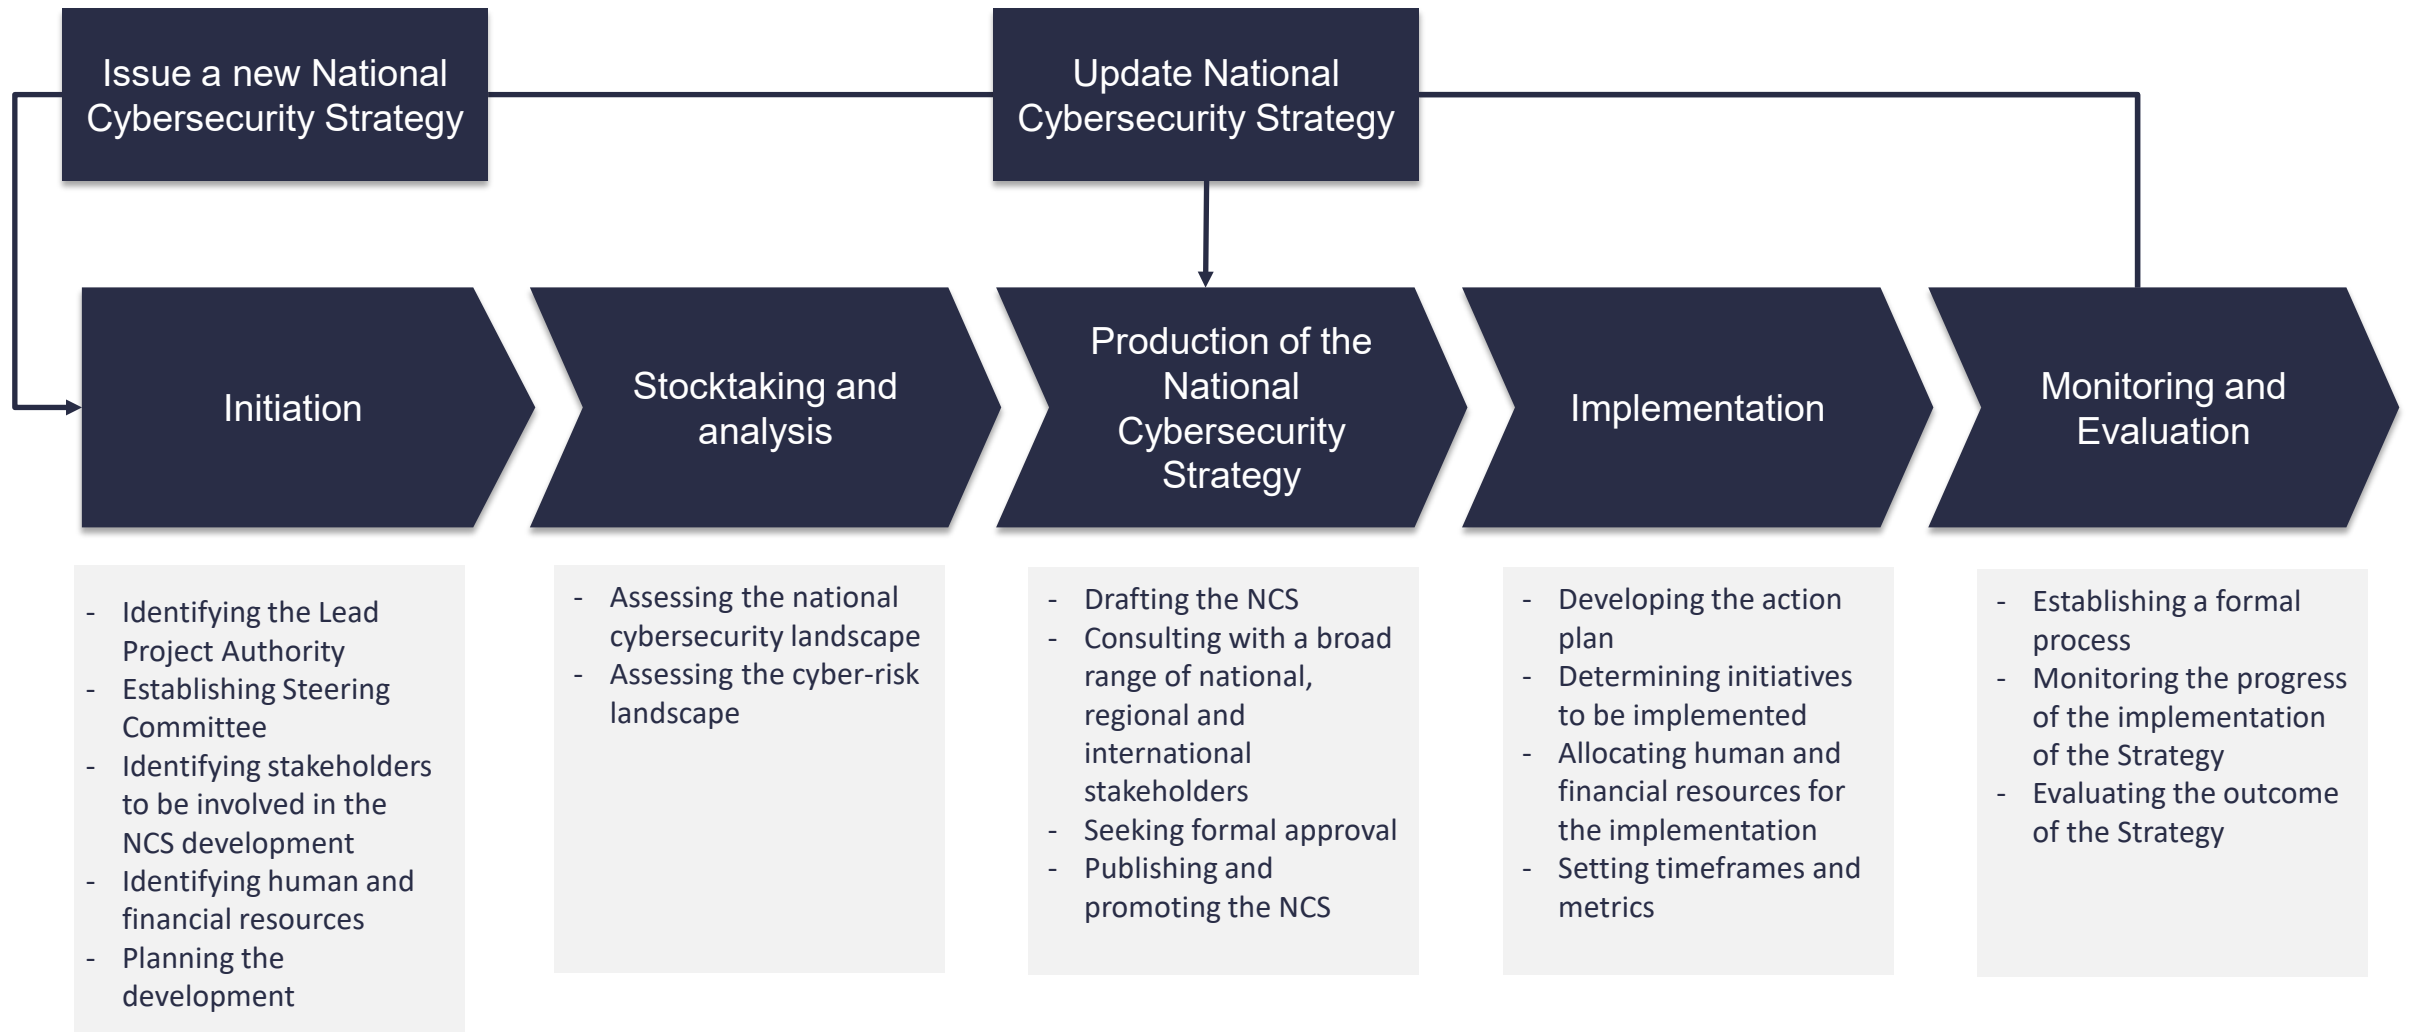 Issue a new National
Cybersecurity Strategy
Update National
Cybersecurity Strategy
Initiation
Stocktaking and
analysis
Production of the
National
Cybersecurity
Strategy
Implementation
Monitoring and
Evaluation
- Identifying the Lead
Project Authority
- Establishing Steering
Committee
- Identifying stakeholders
to be involved in the
NCS development
- Identifying human and
financial resources
- Planning the
development
- Assessing the national
cybersecurity landscape
- Assessing the cyber-risk
landscape
- Drafting the NCS
- Consulting with a broad
range of national,
regional and
international
stakeholders
- Seeking formal approval
- Publishing and
promoting the NCS
- Developing the action
plan
- Determining initiatives
to be implemented
- Allocating human and
financial resources for
the implementation
- Setting timeframes and
metrics
- Establishing a formal
process
- Monitoring the progress
of the implementation
of the Strategy
- Evaluating the outcome
of the Strategy